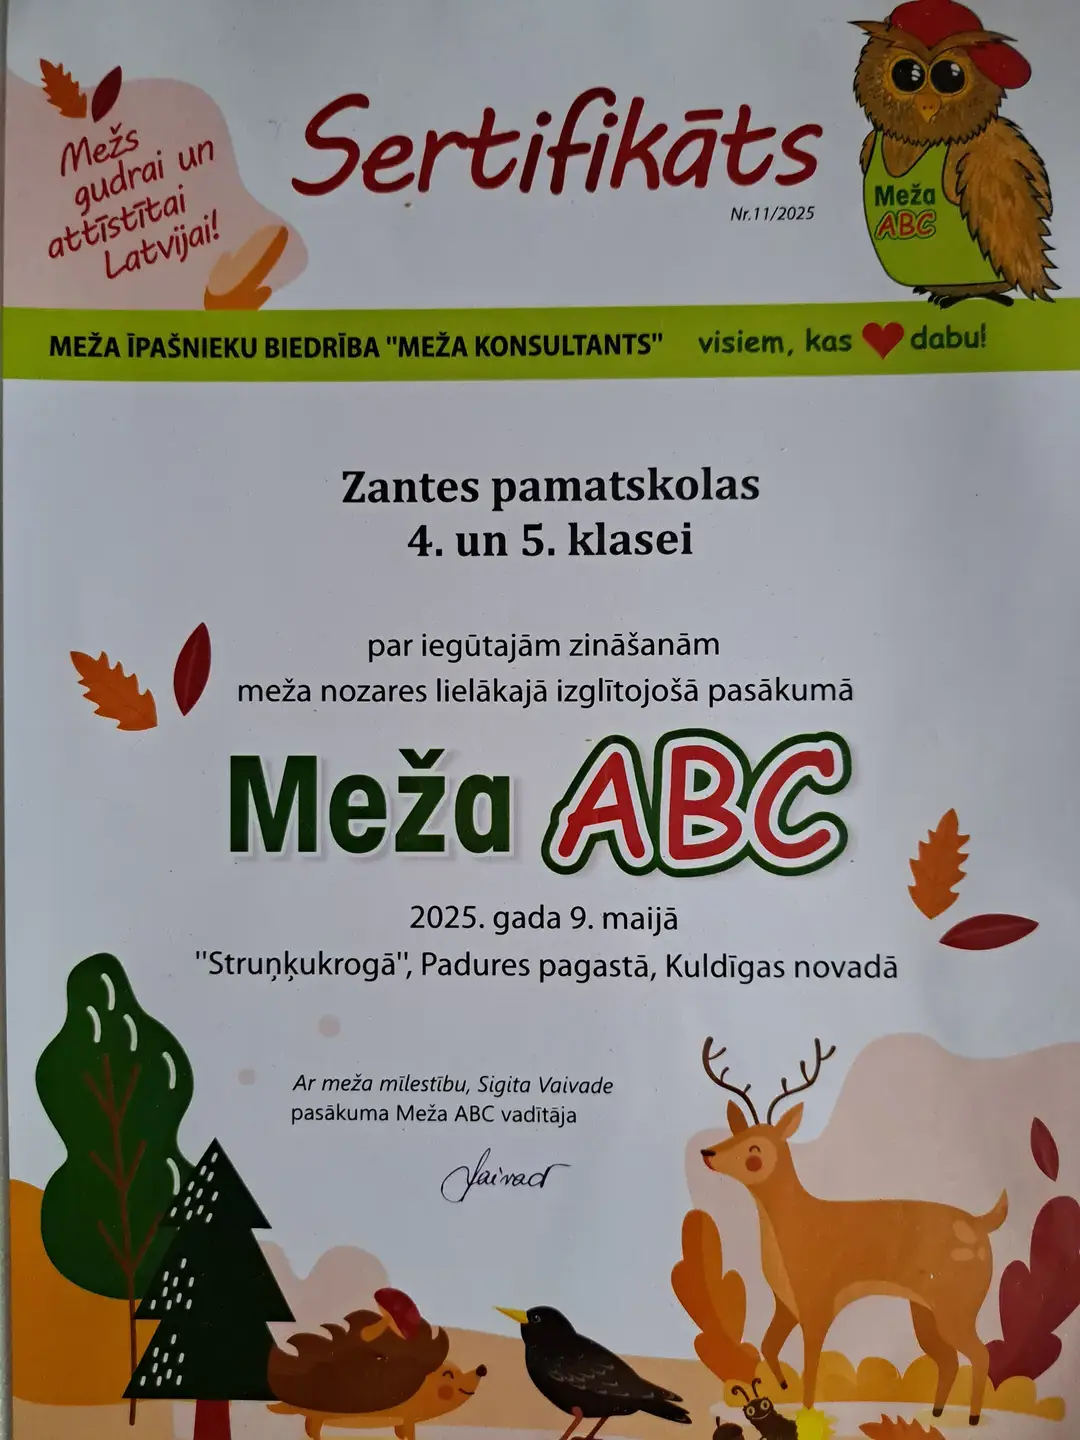 Mežs
gudrai un
attīstītai
Latvijai!
Sertifikāts
Nr.11/2025
Meža
ABC
MEŽA ĪPAŠNIEKU BIEDRĪBA "MEŽA KONSULTANTS"
visiem, kas dabu!
Zantes pamatskolas
4. un 5. klasei
par iegūtajām zināšanām
meža nozares lielākajā izglītojošā pasākumā
Meža ABC
2025. gada 9. maijā
"Struņķukrogā", Padures pagastā, Kuldīgas novadā
Ar meža mīlestību, Sigita Vaivade
pasākuma Meža ABC vadītāja